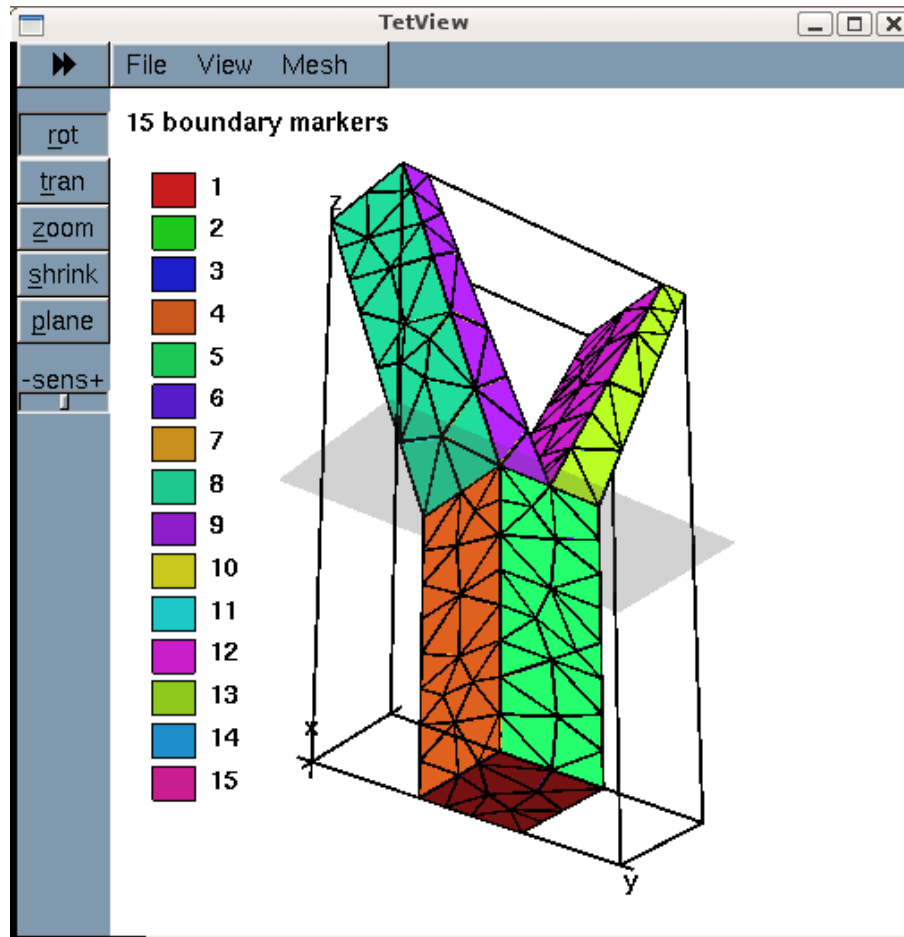 TetView
File View Mesh
15 boundary markers
rot
tran
zoom
shrink
plane
-sens+
1
2
3
4
5
6
7
8
9
10
11
12
13
14
15
z
x
y